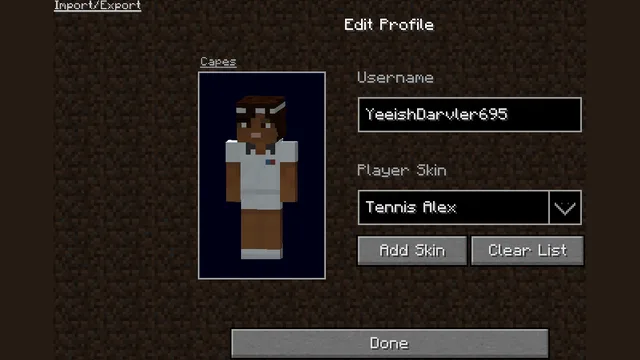 Import/Export
Edit Profile
Capes
Username
YeeishDarvler695
Player Skin
Tennis Alex
Add Skin
Clear List
Done